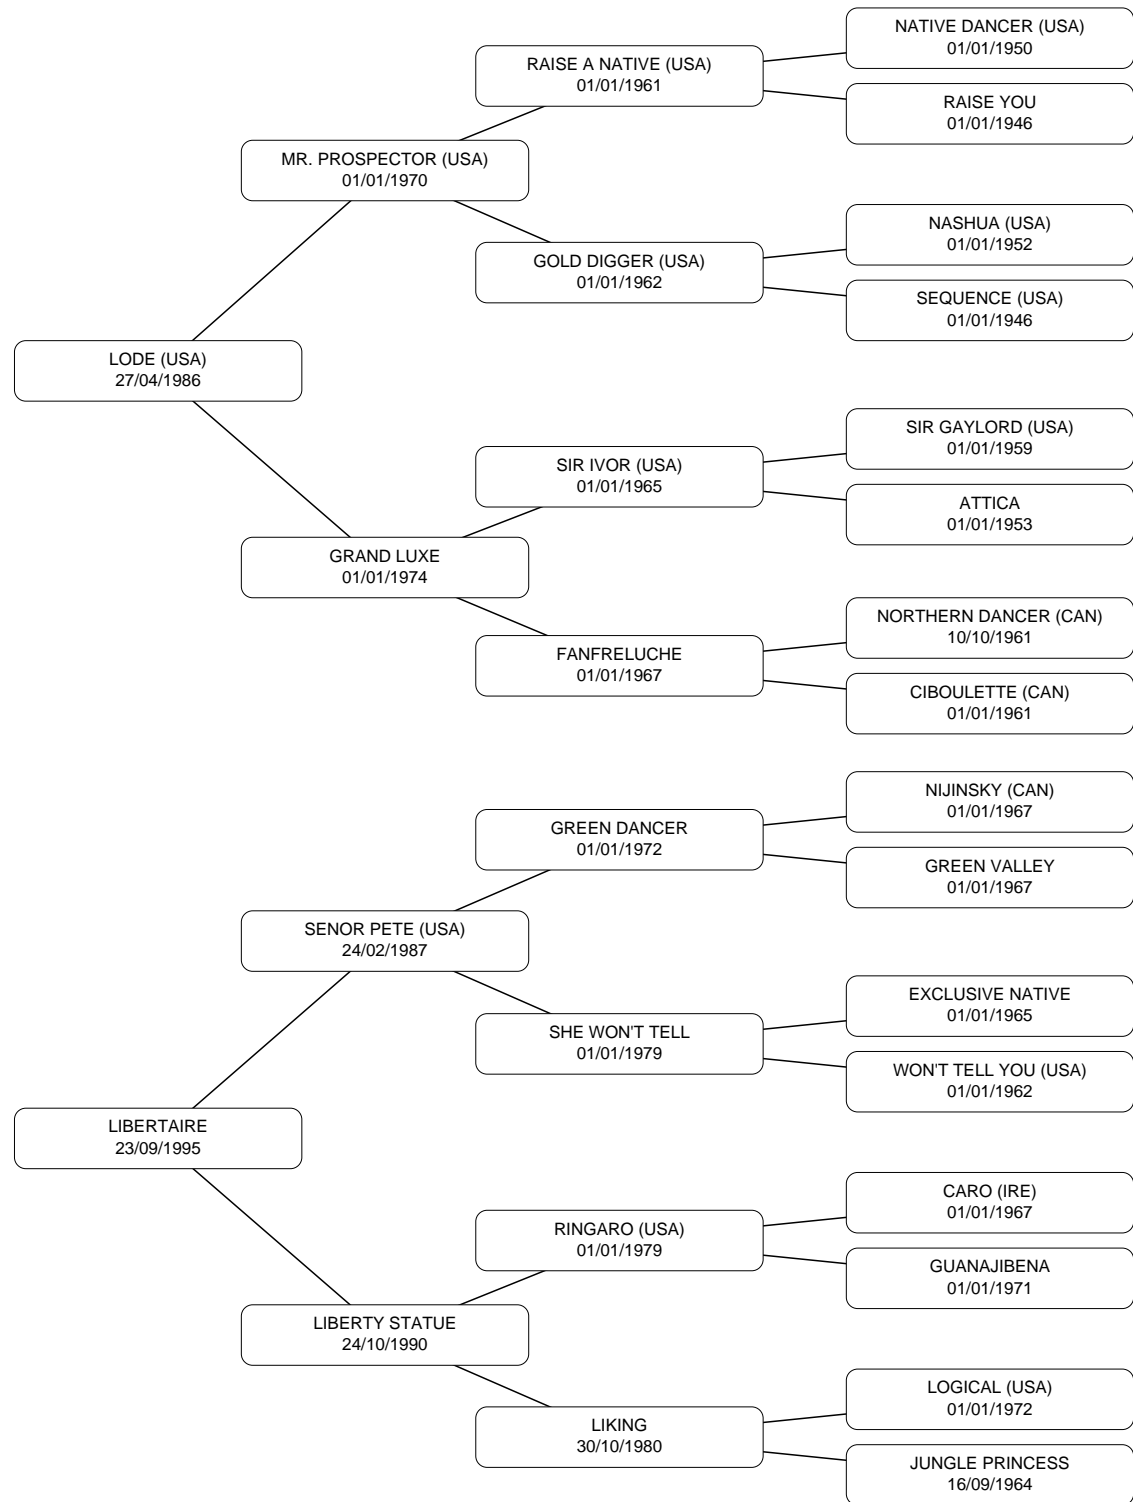 NATIVE DANCER (USA)
01/01/1950
RAISE A NATIVE (USA)
01/01/1961
RAISE YOU
01/01/1946
MR. PROSPECTOR (USA)
01/01/1970
NASHUA (USA)
01/01/1952
GOLD DIGGER (USA)
01/01/1962
SEQUENCE (USA)
01/01/1946
LODE (USA)
27/04/1986
SIR GAYLORD (USA)
01/01/1959
SIR IVOR (USA)
01/01/1965
ATTICA
01/01/1953
GRAND LUXE
01/01/1974
NORTHERN DANCER (CAN)
10/10/1961
FANFRELUCHE
01/01/1967
CIBOULETTE (CAN)
01/01/1961
NIJINSKY (CAN)
01/01/1967
GREEN DANCER
01/01/1972
GREEN VALLEY
01/01/1967
SENOR PETE (USA)
24/02/1987
EXCLUSIVE NATIVE
01/01/1965
SHE WON'T TELL
01/01/1979
WON'T TELL YOU (USA)
01/01/1962
LIBERTAIRE
23/09/1995
CARO (IRE)
01/01/1967
RINGARO (USA)
01/01/1979
GUANAJIBENA
01/01/1971
LIBERTY STATUE
24/10/1990
LOGICAL (USA)
01/01/1972
LIKING
30/10/1980
JUNGLE PRINCESS
16/09/1964